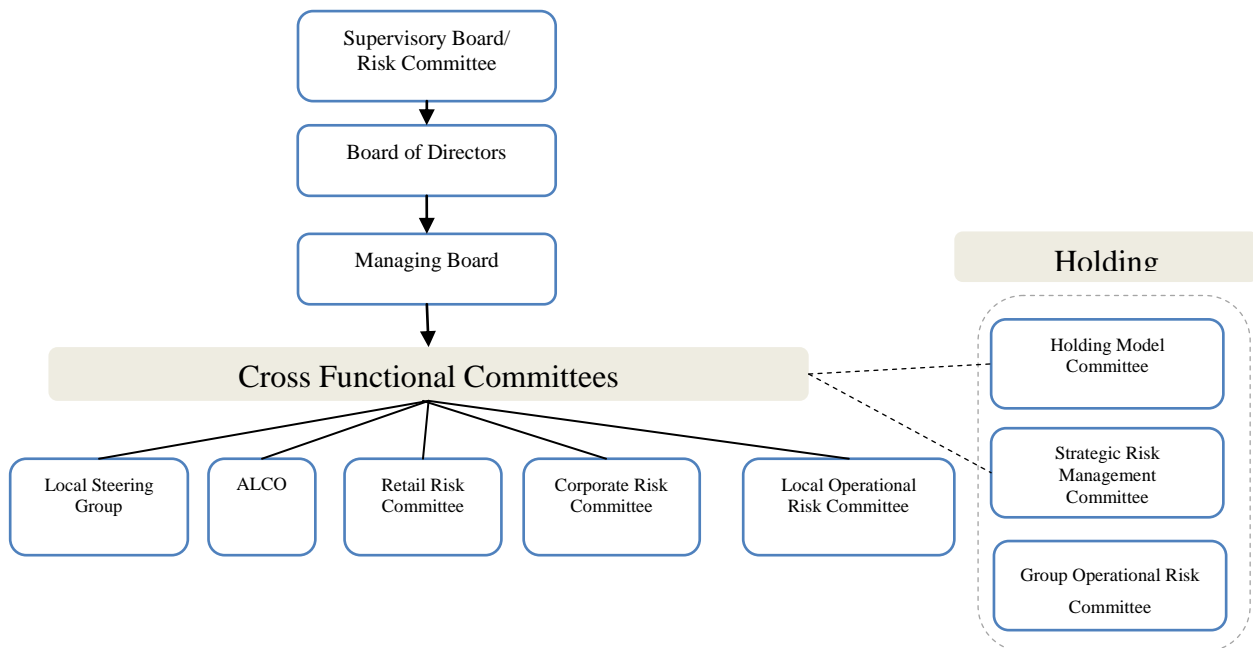 Supervisory Board/
Risk Committee
Board of Directors
Managing Board
Holding
Cross Functional Committees
Holding Model
Committee
Strategic Risk
Management
Committee
Group Operational Risk
Committee
Local Steering
Group
ALCO
Retail Risk
Committee
Corporate Risk
Committee
Local Operational
Risk Committee